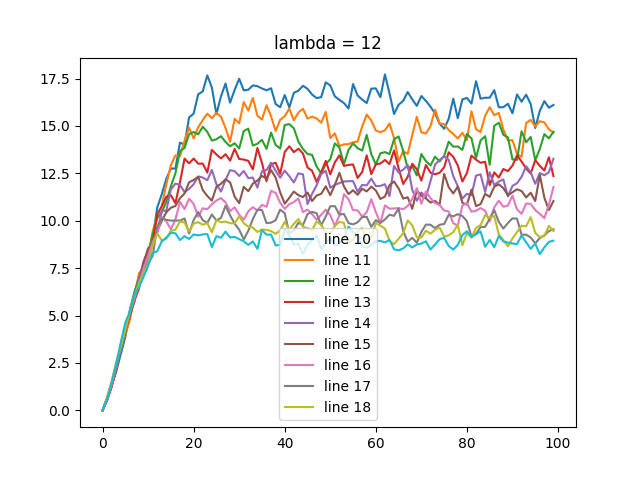 lambda = 12
17.5
15.0
12.5
10.0
7.5
5.0
2.5
0.0
line 10
line 11
line 12
line 13
line 14
line 15
line 16
line 17
line 18
0 20 40 60 80 100